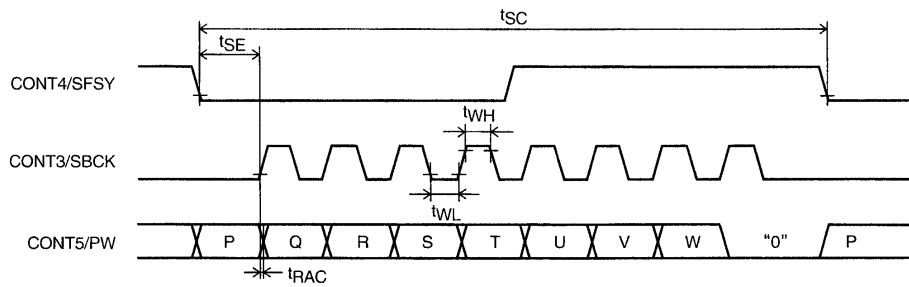 tSC
tSE
CONT4/SFSY
tWH
CONT3/SBCK
tWL
CONT5/PW P Q R S T U V W "0" P
tRAC